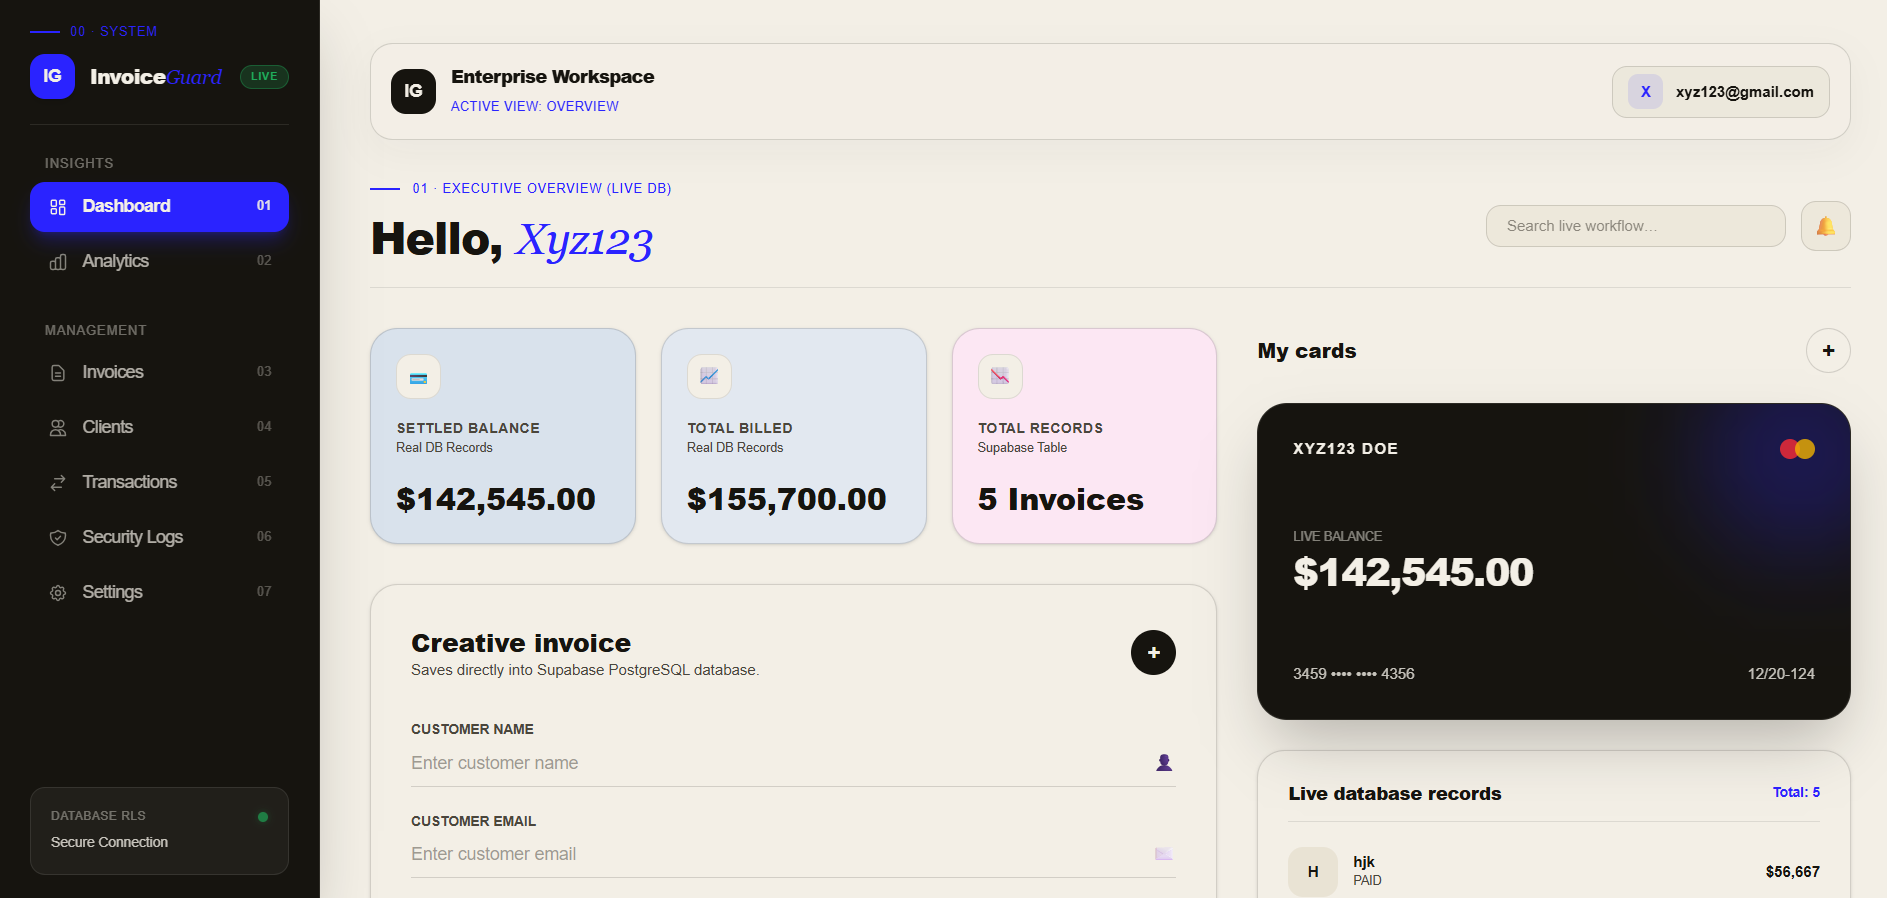 00 · SYSTEM
IG InvoiceGuard LIVE
INSIGHTS
Dashboard 01
Analytics 02
MANAGEMENT
Invoices 03
Clients 04
Transactions 05
Security Logs 06
Settings 07
DATABASE RLS
Secure Connection
IG
Enterprise Workspace
ACTIVE VIEW: OVERVIEW
X xyz123@gmail.com
01 · EXECUTIVE OVERVIEW (LIVE DB)
Hello, Xyz123
Search live workflow...
SETTLED BALANCE
Real DB Records
$142,545.00
TOTAL BILLED
Real DB Records
$155,700.00
TOTAL RECORDS
Supabase Table
5 Invoices
Creative invoice
+
Saves directly into Supabase PostgreSQL database.
CUSTOMER NAME
Enter customer name
CUSTOMER EMAIL
Enter customer email
My cards +
XYZ123 DOE
LIVE BALANCE
$142,545.00
3459 •••• •••• 4356 12/20-124
Live database records Total: 5
H
hjk
PAID
$56,667